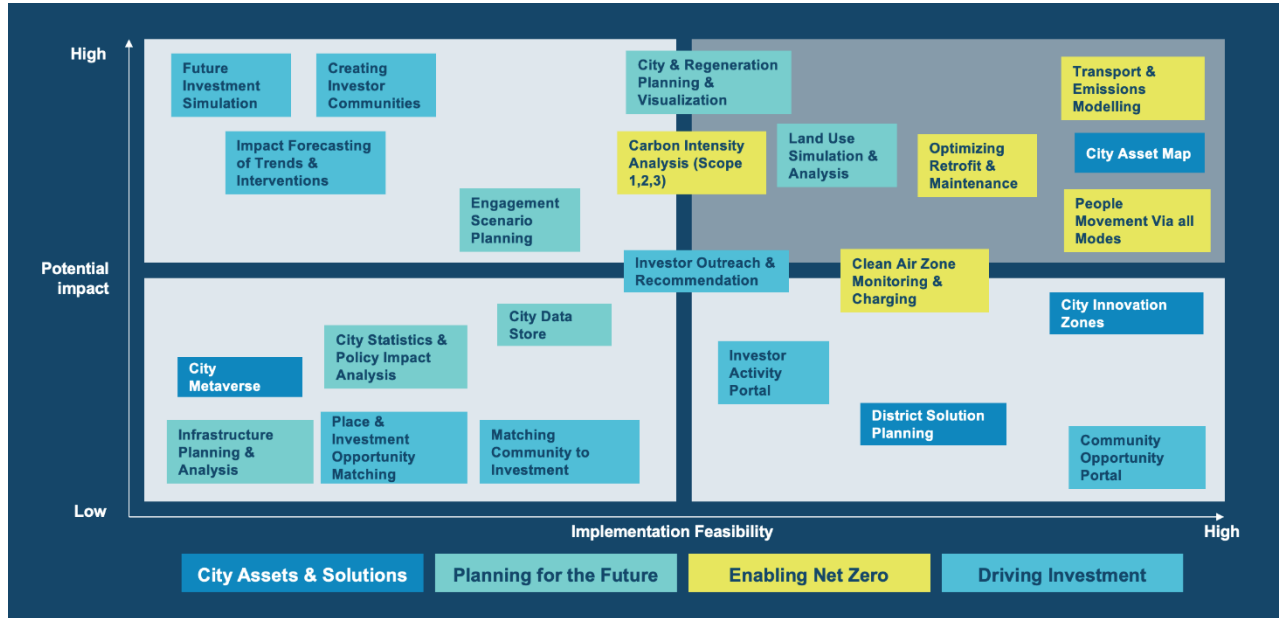 High
Future
Investment
Simulation
Creating
Investor
Communities
City & Regeneration
Planning &
Visualization
Transport &
Emissions
Modelling
Impact Forecasting
of Trends &
Interventions
Carbon Intensity
Analysis (Scope
1,2,3)
Land Use
Simulation &
Analysis
Optimizing
Retrofit &
Maintenance
City Asset Map
Engagement
Scenario
Planning
People
Movement Via all
Modes
Potential
impact
Investor Outreach &
Recommendation
Clean Air Zone
Monitoring &
Charging
City Data
Store
City Innovation
Zones
City Statistics &
Policy Impact
Analysis
City
Metaverse
Investor
Activity
Portal
Infrastructure
Planning &
Analysis
Place &
Investment
Opportunity
Matching
Matching
Community to
Investment
District Solution
Planning
Community
Opportunity
Portal
Low
Implementation Feasibility
High
City Assets & Solutions
Planning for the Future
Enabling Net Zero
Driving Investment